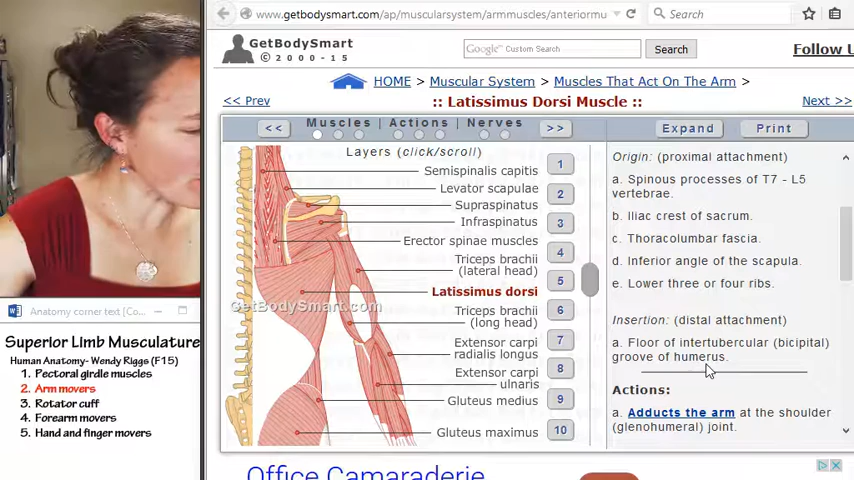 www.getbodysmart.com/ap/muscularsystem/armmuscles/anteriormu
Search
GetBodySmart
© 2000-15
Google™ Custom Search
Search
Follow
HOME > Muscular System > Muscles That Act On The Arm >
<< Prev
:: Latissimus Dorsi Muscle ::
Next >>
<<
Muscles | Actions | Nerves
>>
Expand
Print
Layers (click/scroll)
Semispinalis capitis
Levator scapulae
Supraspinatus
Infraspinatus
Erector spinae muscles
Triceps brachii
(lateral head)
Latissimus dorsi
Triceps brachii
(long head)
Extensor carpi
radialis longus
Extensor carpi
ulnaris
Gluteus medius
Gluteus maximus
1
2
3
4
5
6
7
8
9
10
GetBodySmart.com
Origin: (proximal attachment)
a. Spinous processes of T7 - L5
vertebrae.
b. Iliac crest of sacrum.
c. Thoracolumbar fascia.
d. Inferior angle of the scapula.
e. Lower three or four ribs.
Insertion: (distal attachment)
a. Floor of intertubercular (bicipital)
groove of humerus.
Actions:
a. Adducts the arm at the shoulder
(glenohumeral) joint.
Anatomy corner text [Co...
Superior Limb Musculature
Human Anatomy- Wendy Riggs (F15)
1. Pectoral girdle muscles
2. Arm movers
3. Rotator cuff
4. Forearm movers
5. Hand and finger movers
Office Camaraderie